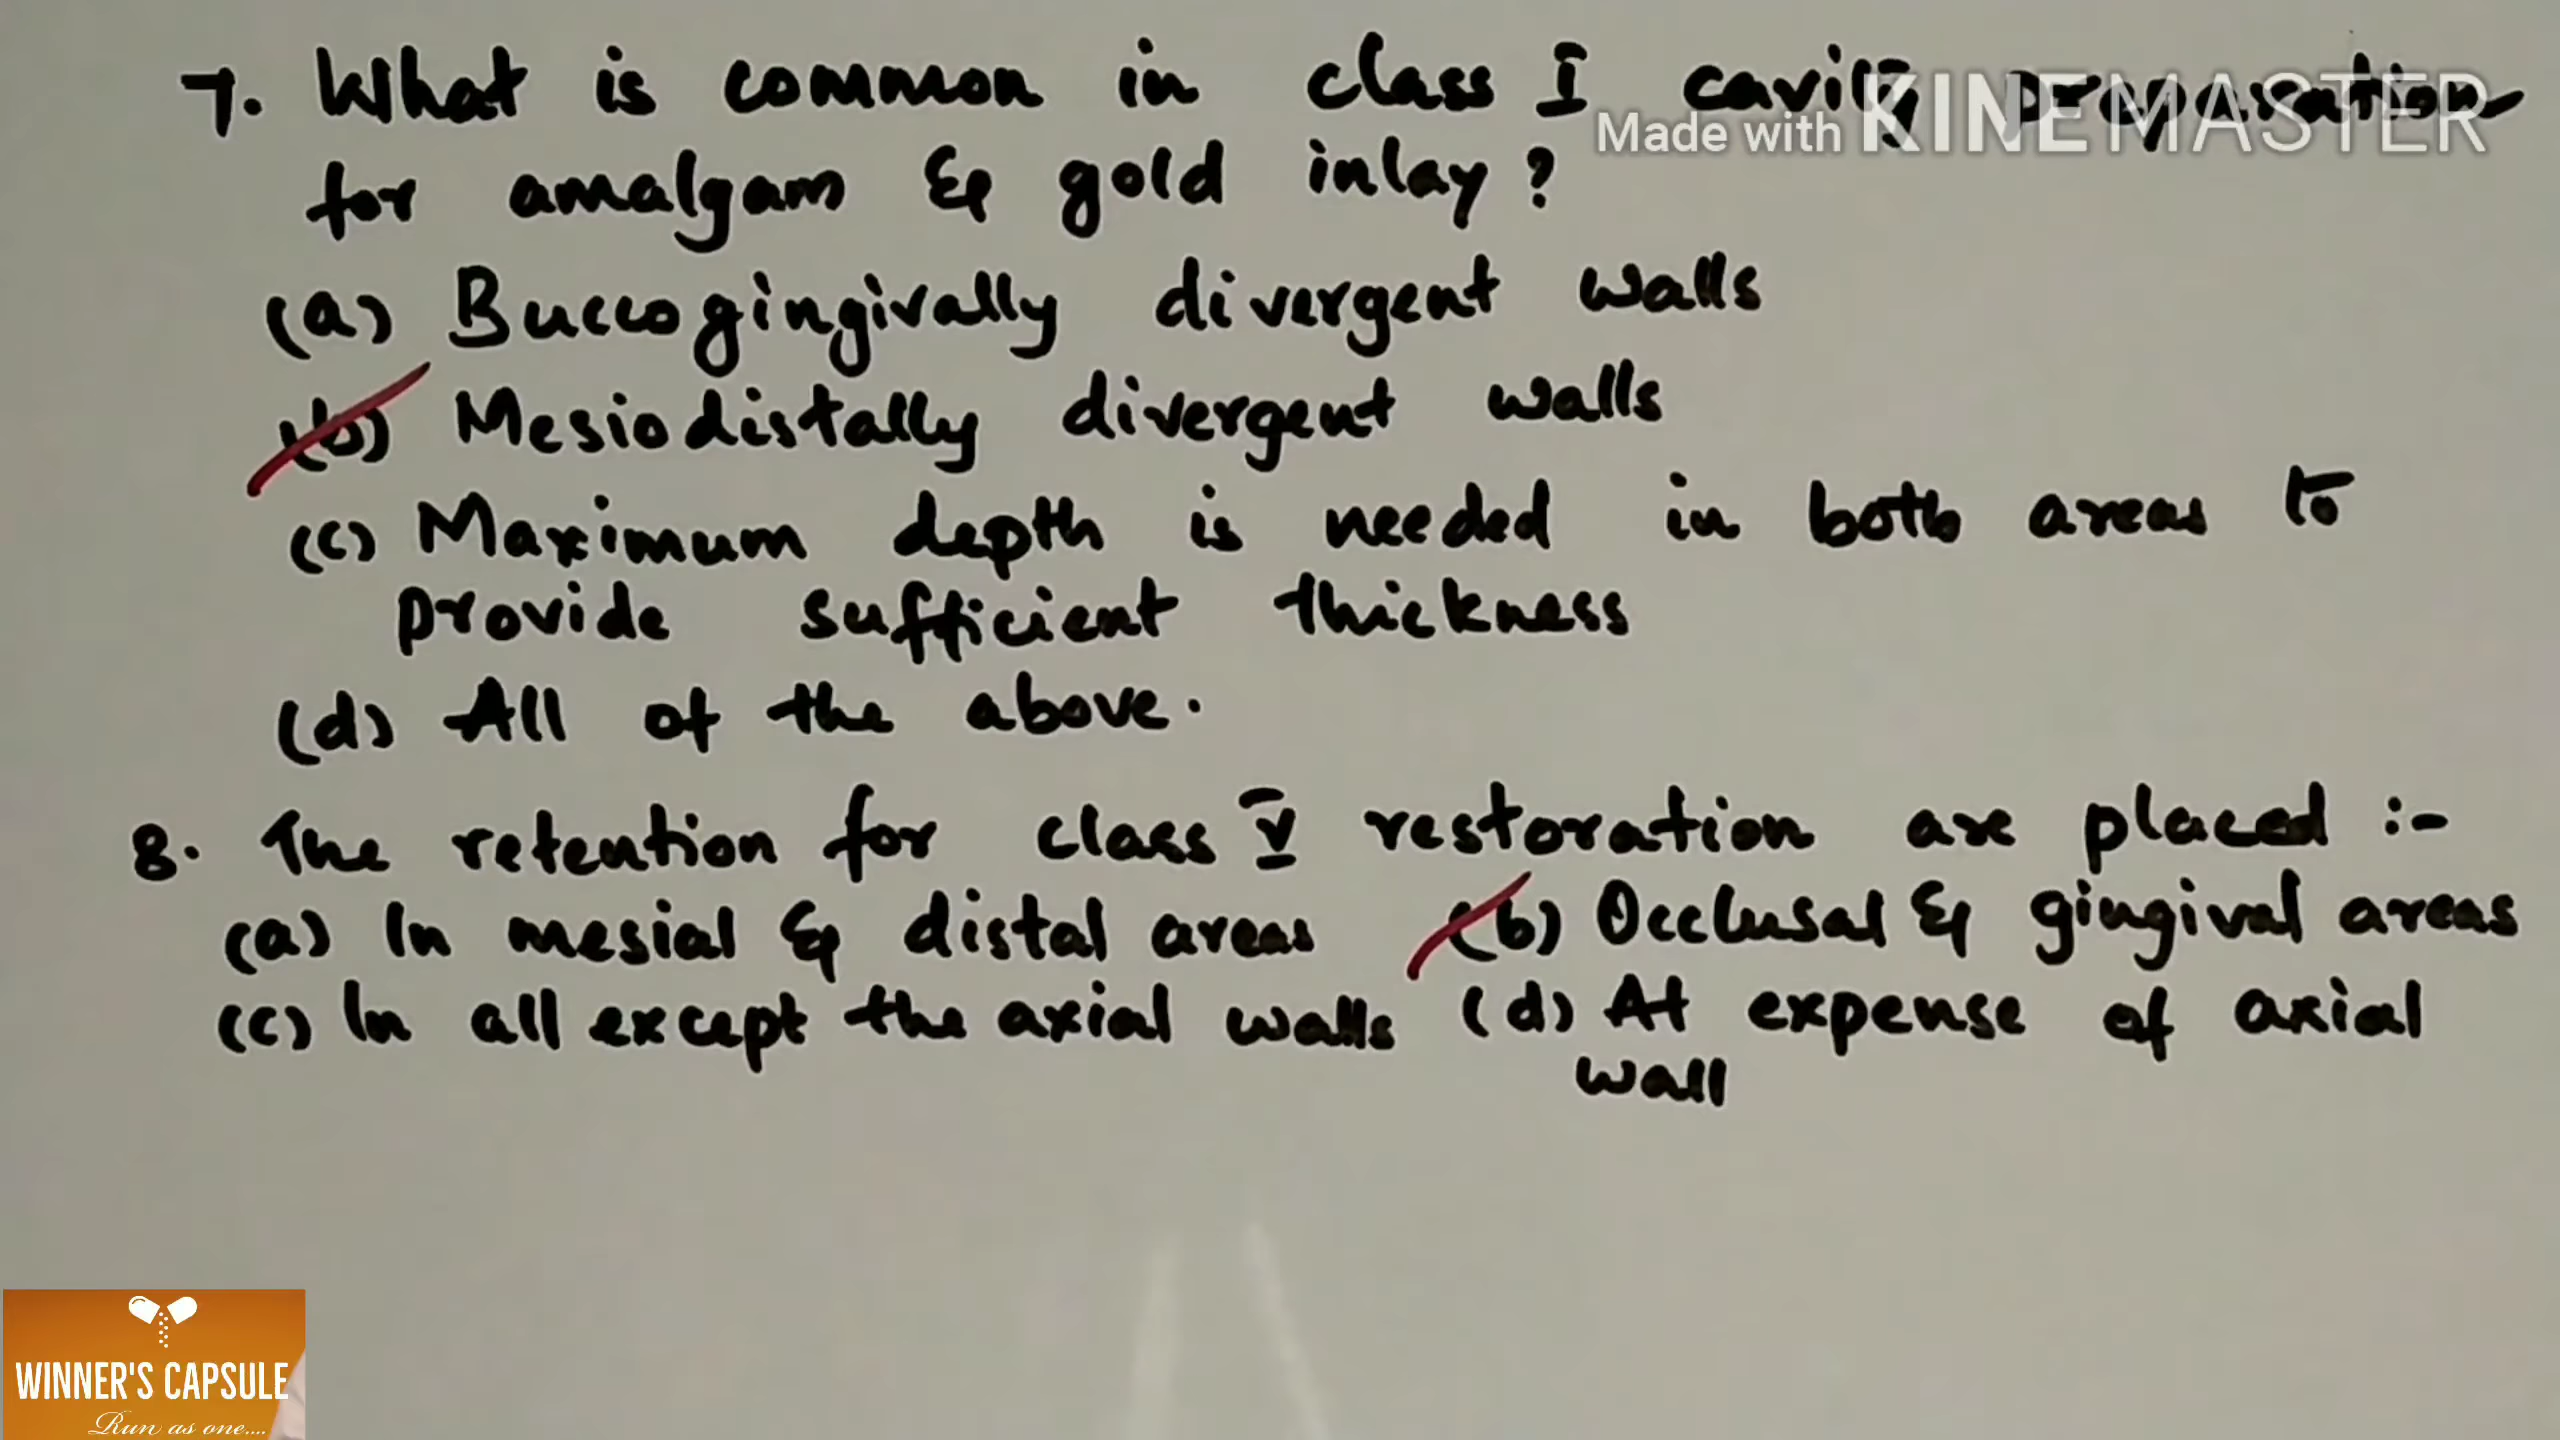 7. What is common in class I cavity preparation
Made with KINEMASTER
for amalgam & gold inlay?
(a) Buccogingivally divergent walls
(b) Mesiodistally divergent walls
(c) Maximum depth is needed in both areas to
provide sufficient thickness
(d) All of the above.
8. The retention for class V restoration are placed :-
(a) In mesial & distal areas (b) Occlusal & gingival areas
(c) In all except the axial walls (d) At expense of axial
wall
WINNER'S CAPSULE
Run as one....